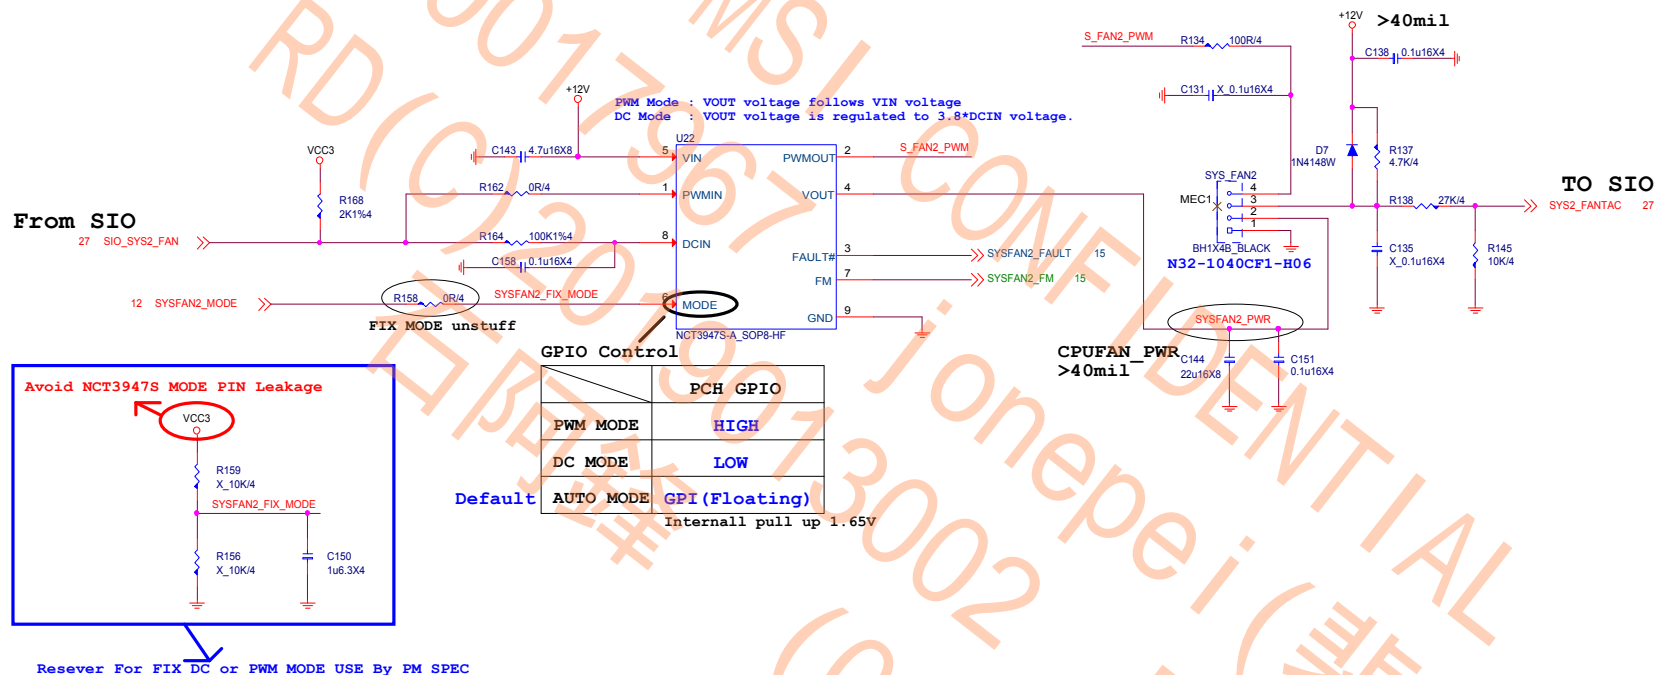 +12V
>40mil
S_FAN2_PWM
R134
100R/4
C138
0.1u16X4
C131
X_0.1u16X4
+12V
PWM Mode : VOUT voltage follows VIN voltage
DC Mode : VOUT voltage is regulated to 3.8*DCIN voltage.
U22
VCC3
C143
4.7u16X8
5
VIN
PWMOUT
2
S_FAN2_PWM
D7
1N4148W
R137
4.7K/4
R162
0R/4
1
PWMIN
VOUT
4
SYS_FAN2
MEC1
4
3
2
1
TO SIO
R168
2K1%4
R138
27K/4
SYS2_FANTAC
27
From SIO
27
SIO_SYS2_FAN
R164
100K1%4
8
DCIN
C158
0.1u16X4
FAULT#
3
SYSFAN2_FAULT
15
BH1X4B_BLACK
N32-1040CF1-H06
C135
X_0.1u16X4
R145
10K/4
FM
7
SYSFAN2_FM
15
12
SYSFAN2_MODE
R158
0R/4
SYSFAN2_FIX_MODE
6
MODE
GND
9
FIX MODE unstuff
NCT3947S-A_SOP8-HF
SYSFAN2_PWR
CPUFAN_PWR
>40mil
C144
22u16X8
C151
0.1u16X4
GPIO Control
PCH GPIO
PWM MODE
HIGH
DC MODE
LOW
Default
AUTO MODE
GPI(Floating)
Internall pull up 1.65V
Avoid NCT3947S MODE PIN Leakage
VCC3
R159
X_10K/4
SYSFAN2_FIX_MODE
R156
X_10K/4
C150
1u6.3X4
Resever For FIX DC or PWM MODE USE By PM SPEC
MSI CONFIDENTIAL
0017967 jonepei(
RD(C)2019013002